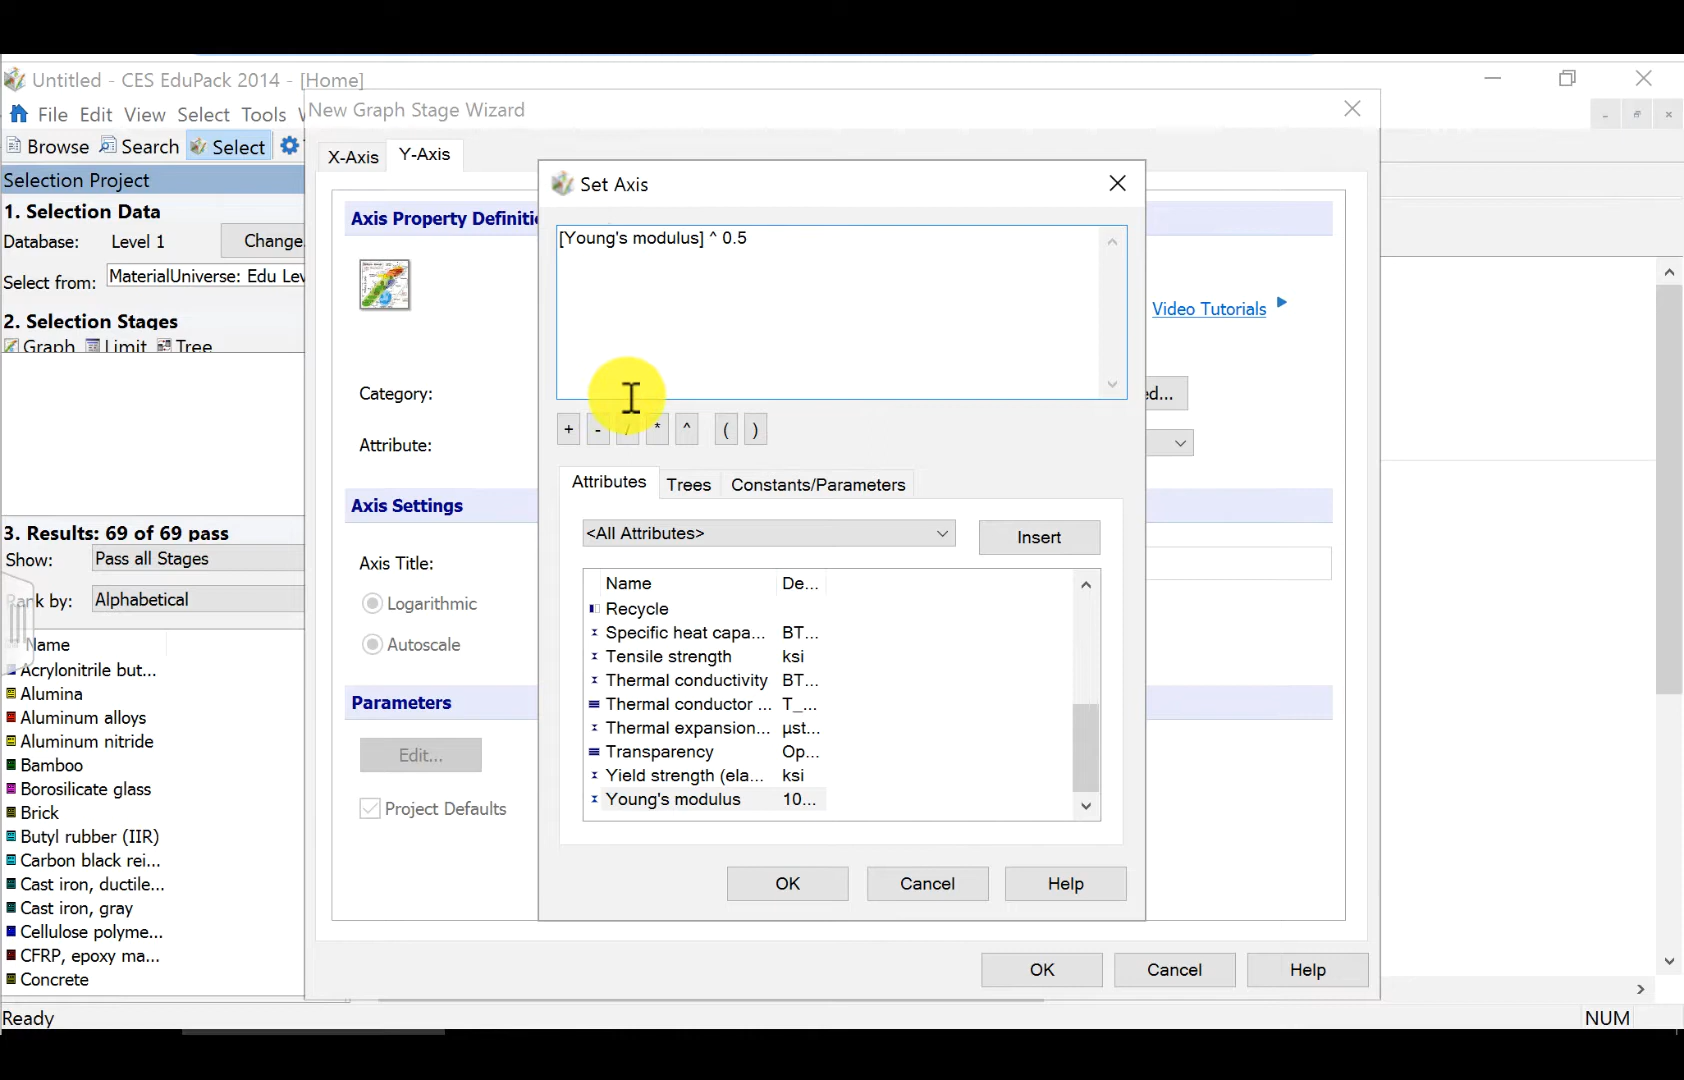 Untitled - CES EduPack 2014 - [Home]
File Edit View Select Tools
New Graph Stage Wizard
Browse Search Select
X-Axis Y-Axis
Selection Project
1. Selection Data
Database: Level 1 Change
Select from: MaterialUniverse: Edu Lev
2. Selection Stages
Graph Limit Tree
3. Results: 69 of 69 pass
Show: Pass all Stages
Rank by: Alphabetical
Name
Acrylonitrile but...
Alumina
Aluminum alloys
Aluminum nitride
Bamboo
Borosilicate glass
Brick
Butyl rubber (IIR)
Carbon black rei...
Cast iron, ductile...
Cast iron, gray
Cellulose polyme...
CFRP, epoxy ma...
Concrete
Axis Property Definiti
Video Tutorials
Category:
ed...
Attribute:
Axis Settings
Axis Title:
Logarithmic
Autoscale
Parameters
Edit...
Project Defaults
Set Axis
[Young's modulus] ^ 0.5
+ - / * ^ ( )
Attributes Trees Constants/Parameters
<All Attributes> Insert
Name De...
Recycle
Specific heat capa... BT...
Tensile strength ksi
Thermal conductivity BT...
Thermal conductor ... T_...
Thermal expansion... µst...
Transparency Op...
Yield strength (ela... ksi
Young's modulus 10...
OK Cancel Help
OK Cancel Help
Ready NUM